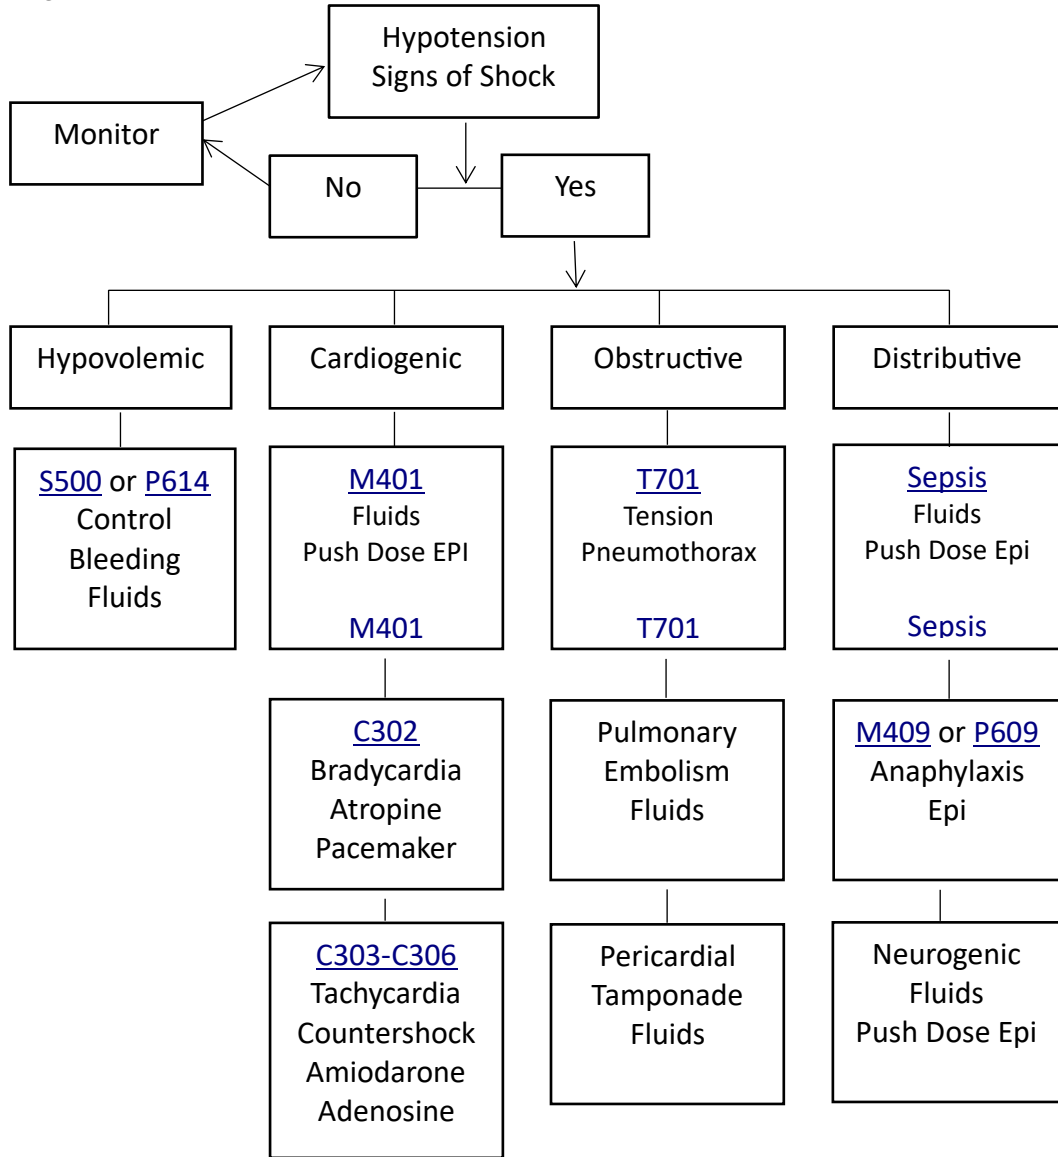 Hypotension
Signs of Shock
Monitor
No
Yes
Hypovolemic
Cardiogenic
Obstructive
Distributive
S500 or P614
Control
Bleeding
Fluids
M401
Fluids
Push Dose EPI
M401
T701
Tension
Pneumothorax
T701
Sepsis
Fluids
Push Dose Epi
Sepsis
C302
Bradycardia
Atropine
Pacemaker
Pulmonary
Embolism
Fluids
M409 or P609
Anaphylaxis
Epi
C303-C306
Tachycardia
Countershock
Amiodarone
Adenosine
Pericardial
Tamponade
Fluids
Neurogenic
Fluids
Push Dose Epi